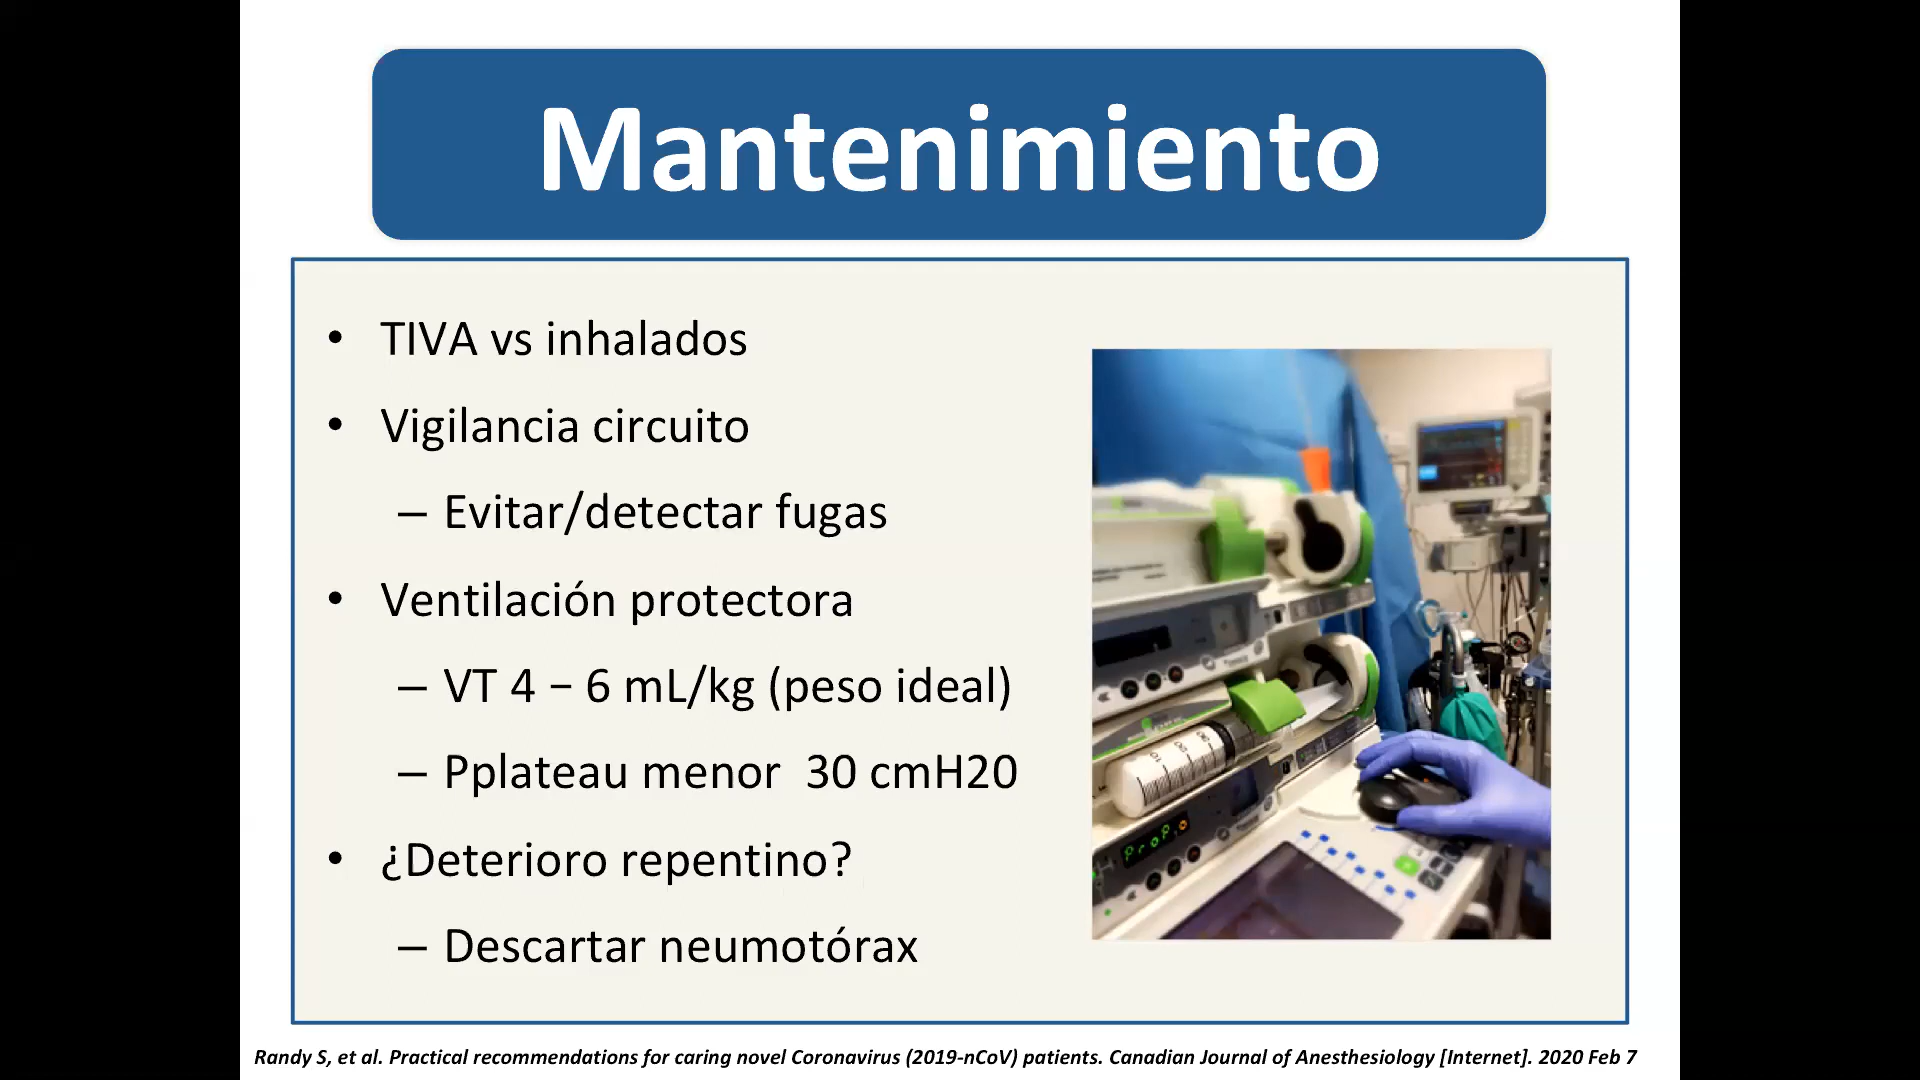 Mantenimiento
• TIVA vs inhalados
• Vigilancia circuito
– Evitar/detectar fugas
• Ventilación protectora
– VT 4 – 6 mL/kg (peso ideal)
– Pplateau menor  30 cmH20
• ¿Deterioro repentino?
– Descartar neumotórax
Prop.
Randy S, et al. Practical recommendations for caring novel Coronavirus (2019-nCoV) patients. Canadian Journal of Anesthesiology [Internet]. 2020 Feb 7